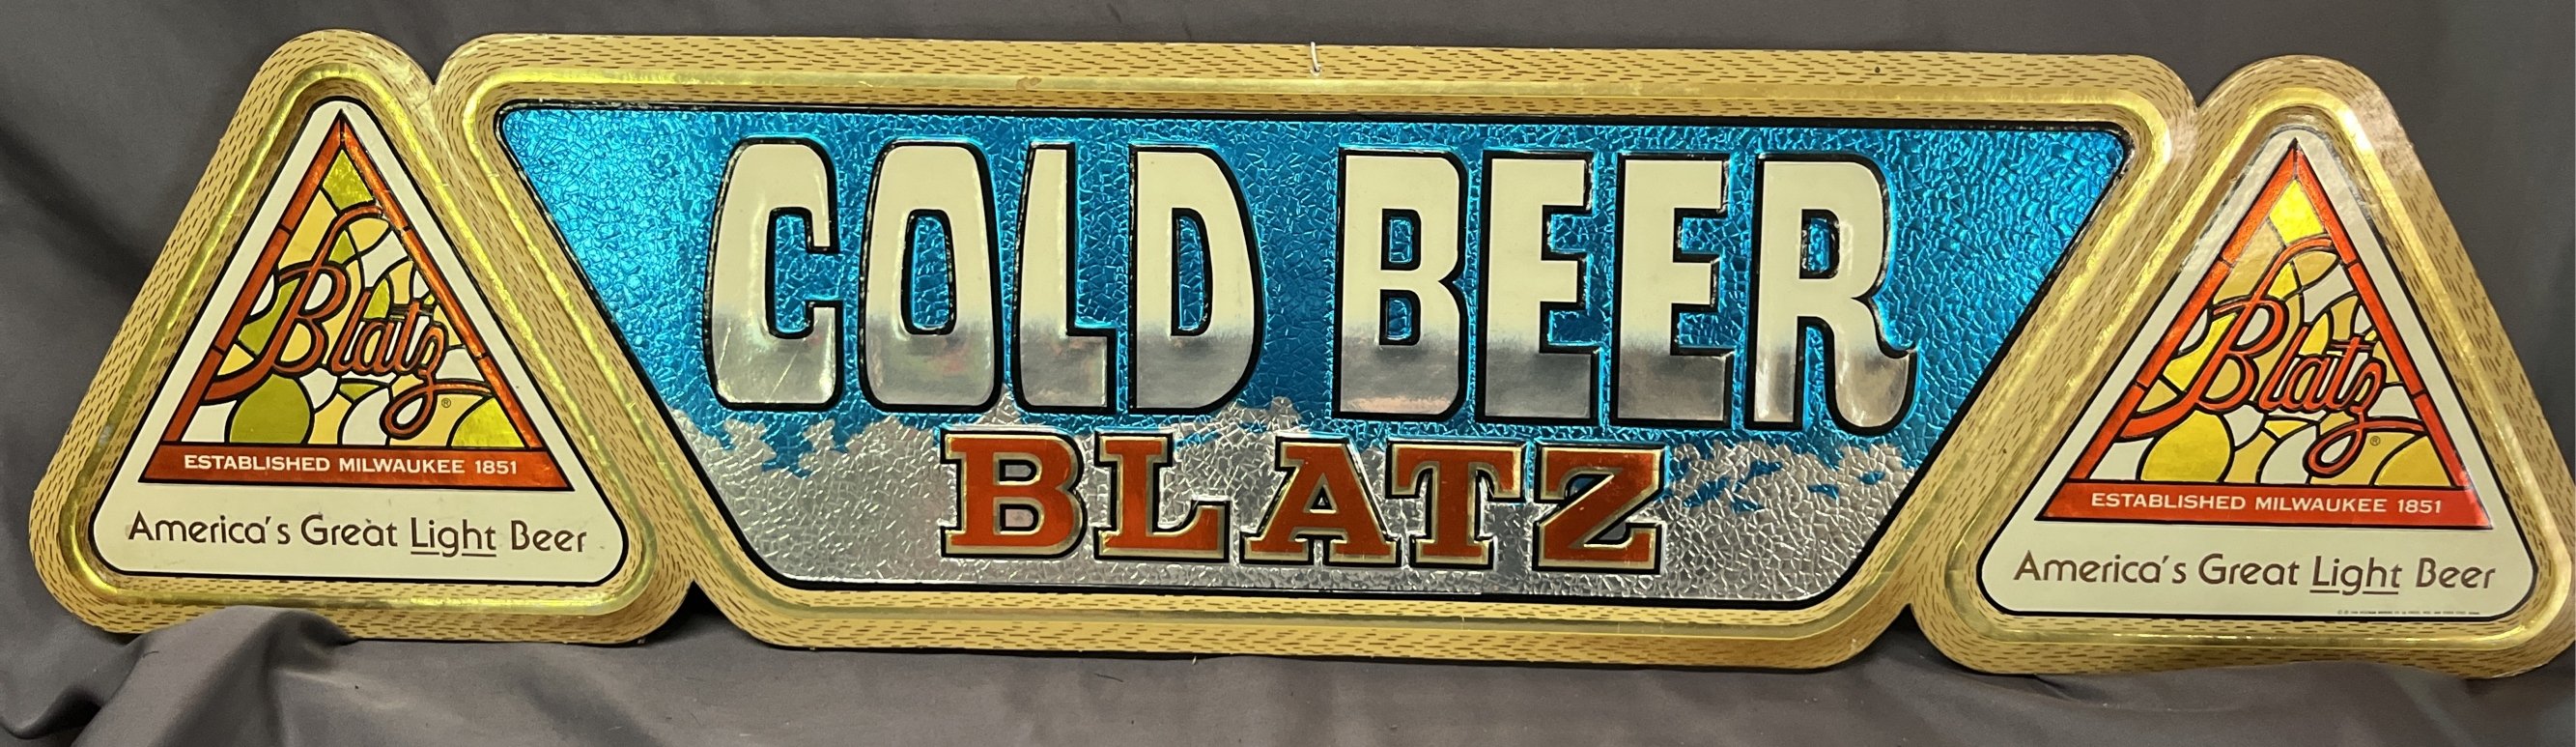 COLD BEER
BLATZ
Blatz®
ESTABLISHED MILWAUKEE 1851
America's Great Light Beer
Blatz®
ESTABLISHED MILWAUKEE 1851
America's Great Light Beer